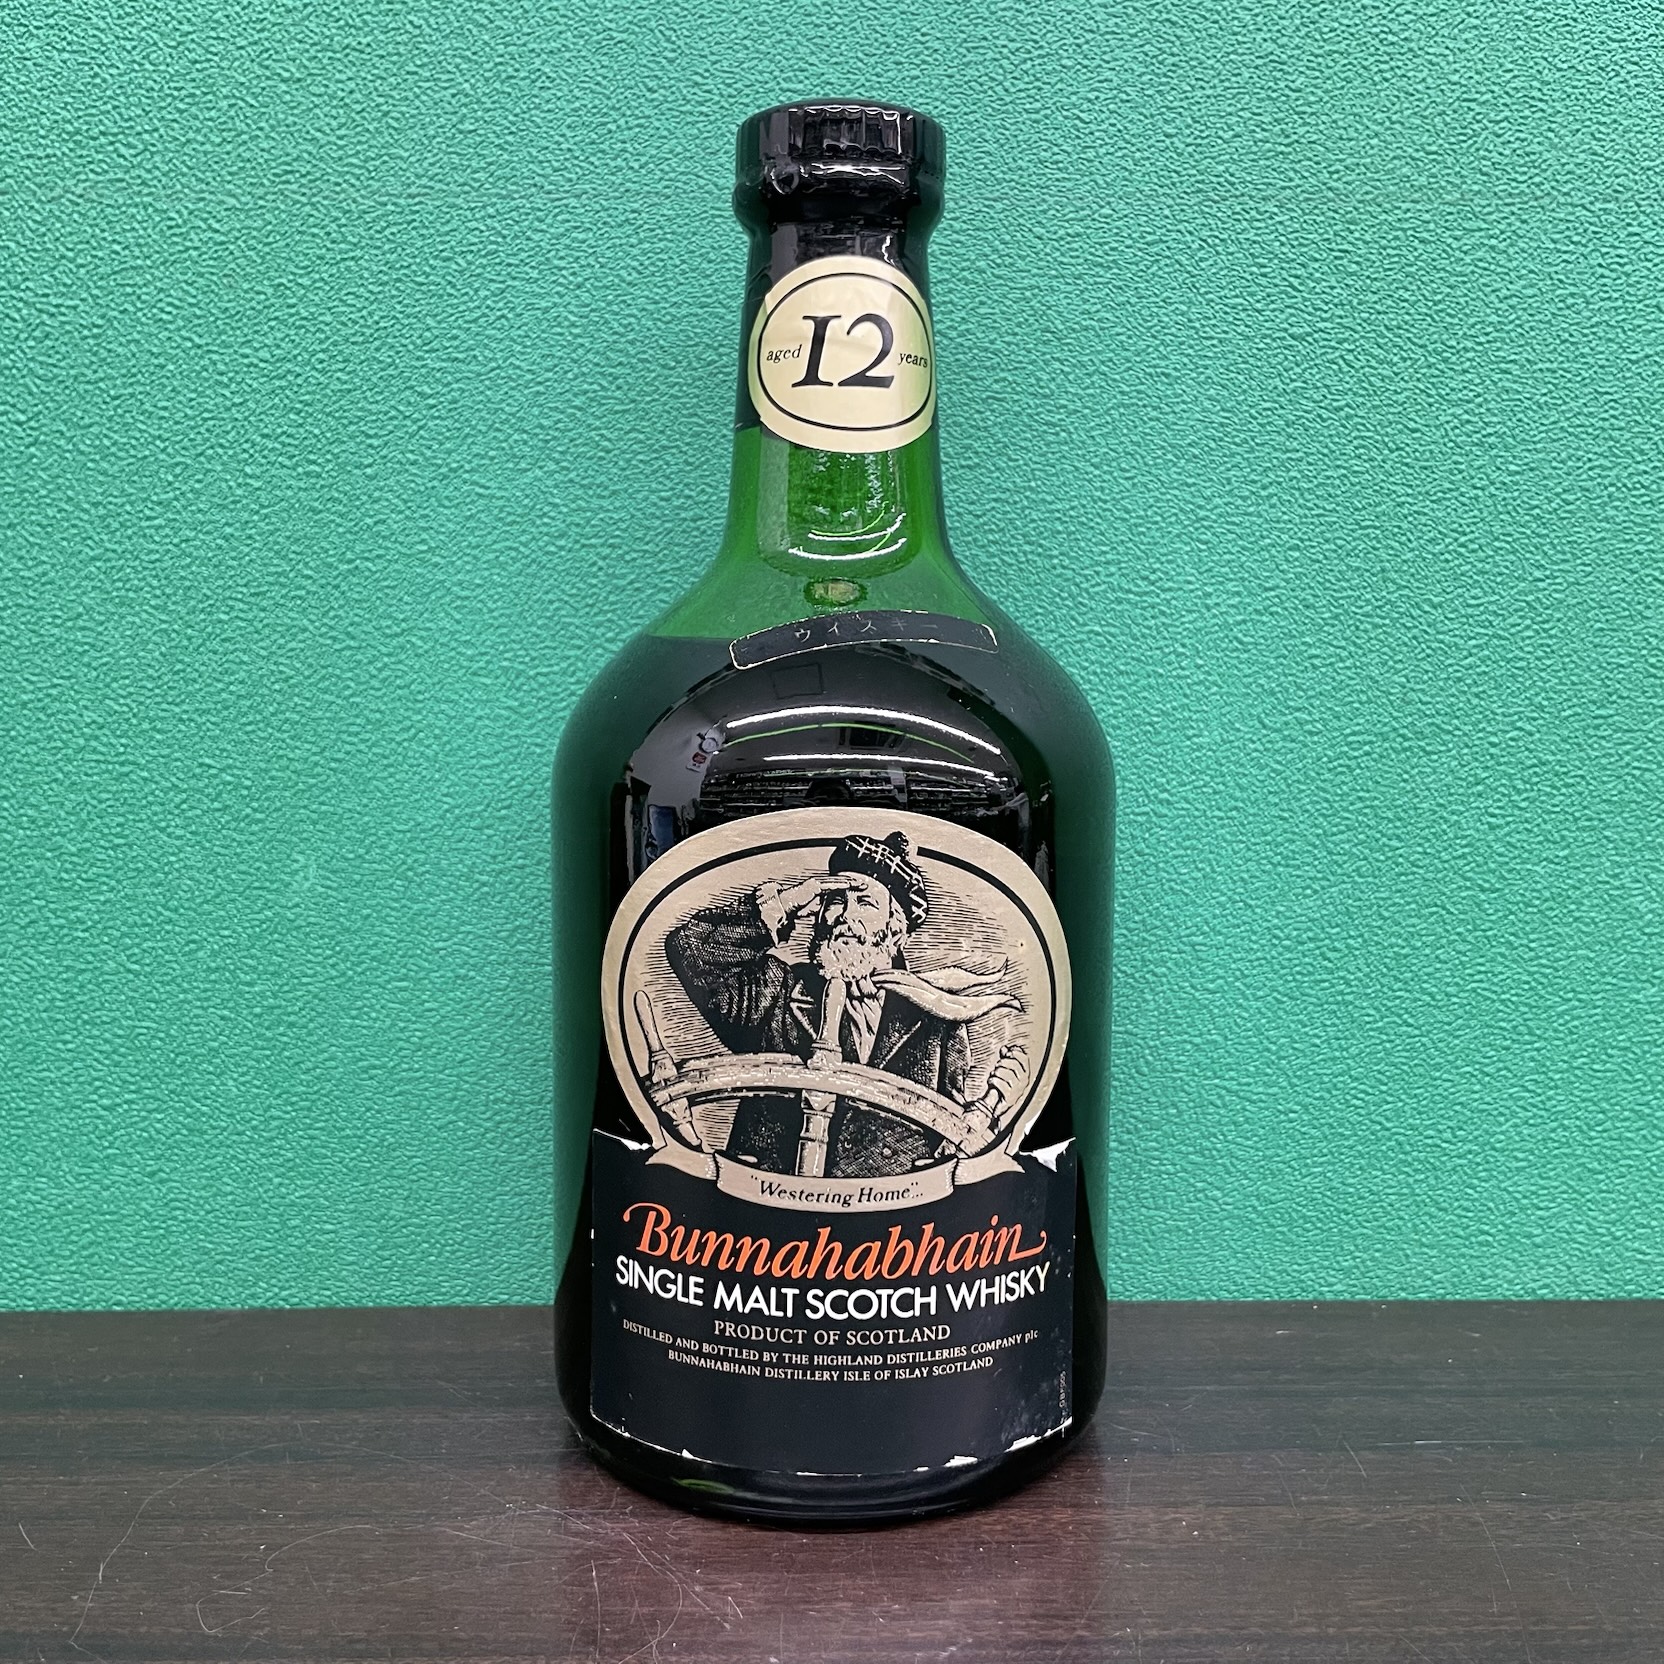 aged 12 years
ウイスキー
"Westering Home"...
Bunnahabhain
SINGLE MALT SCOTCH WHISKY
PRODUCT OF SCOTLAND
DISTILLED AND BOTTLED BY THE HIGHLAND DISTILLERIES COMPANY plc
BUNNAHABHAIN DISTILLERY ISLE OF ISLAY SCOTLAND